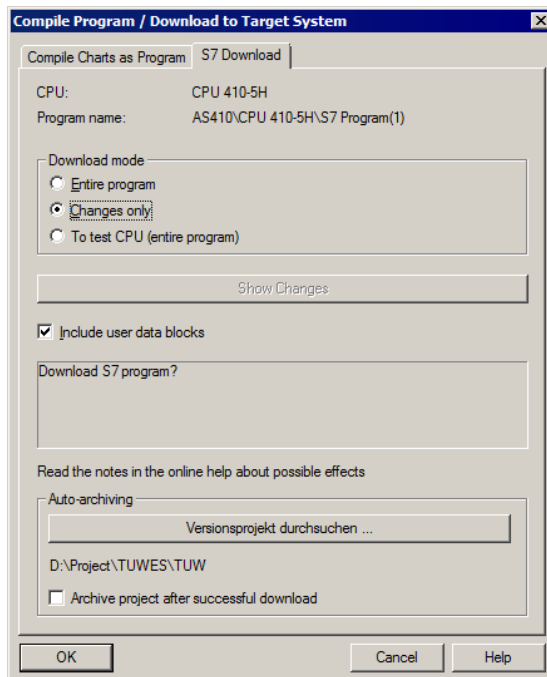 Compile Program / Download to Target System
Compile Charts as Program S7 Download
CPU: CPU 410-5H
Program name: AS410\CPU 410-5H\S7 Program(1)
Download mode
Entire program
Changes only
To test CPU (entire program)
Show Changes
Include user data blocks
Download S7 program?
Read the notes in the online help about possible effects
Auto-archiving
Versionsprojekt durchsuchen ...
D:\Project\TUWES\TUW
Archive project after successful download
OK Cancel Help